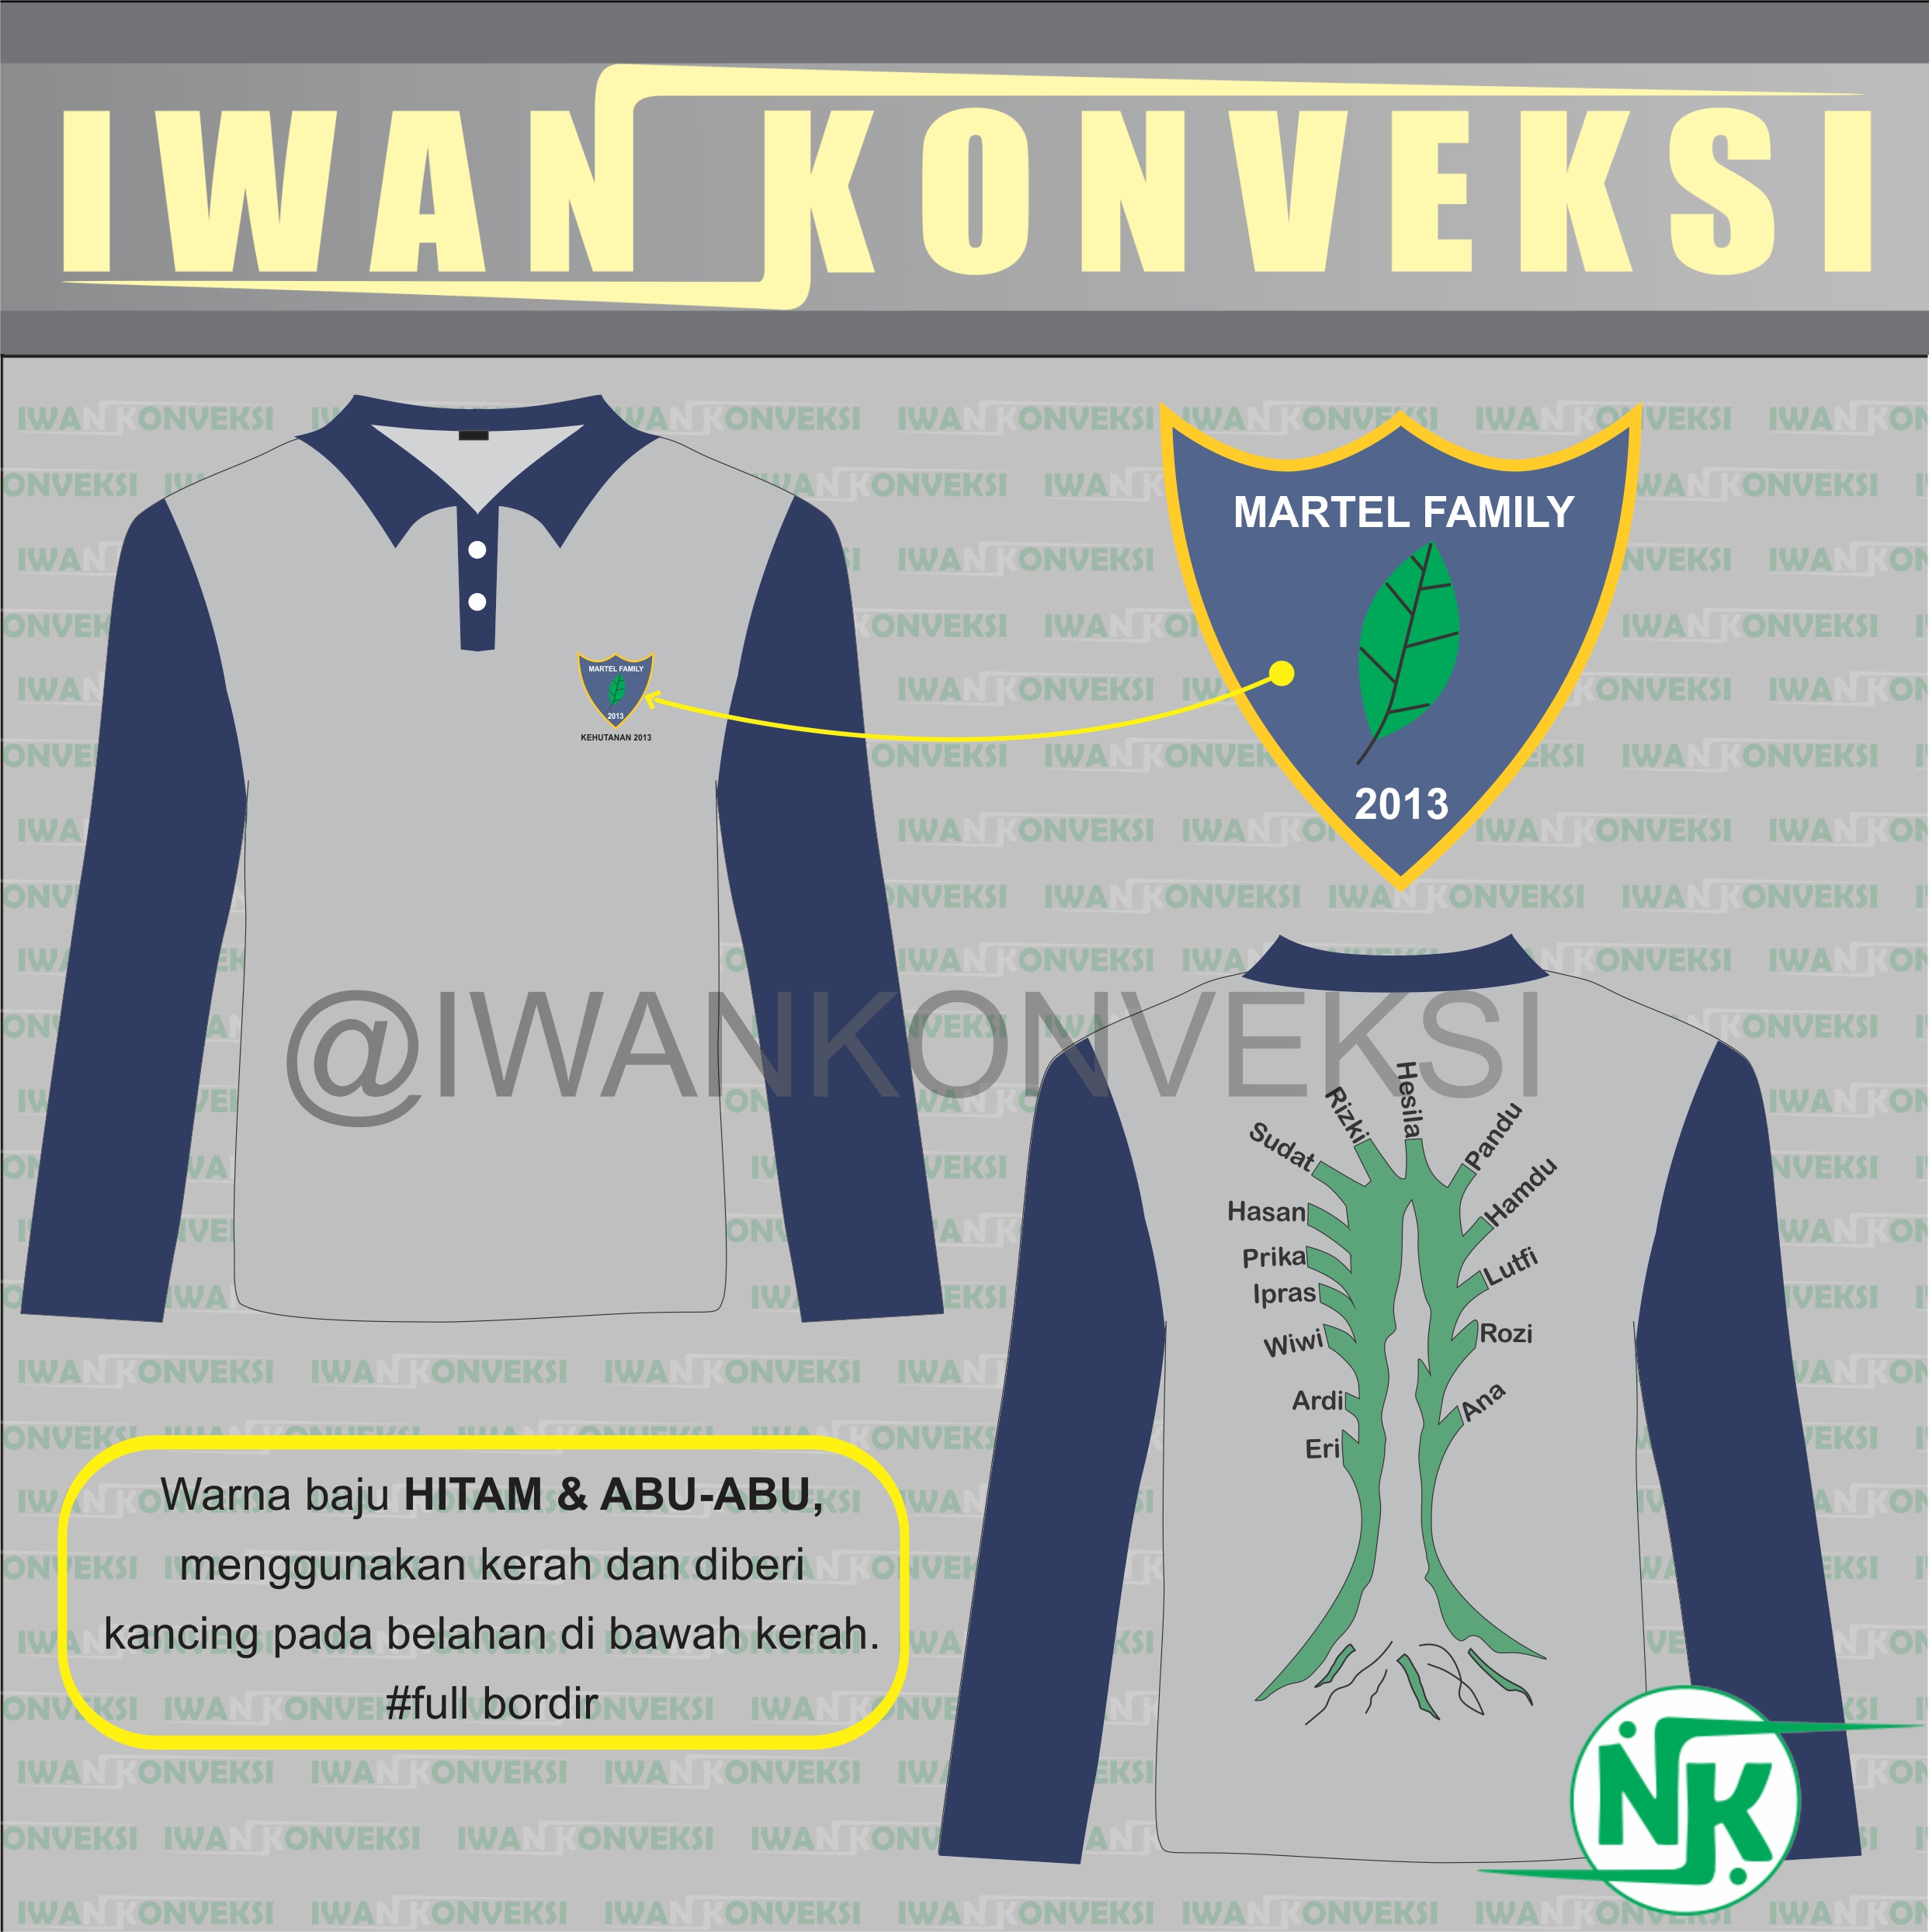 IWAN KONVEKSI
MARTEL FAMILY
2013
MARTEL FAMILY
2013
KEHUTANAN 2013
@IWANKONVEKSI
Hesila
Rizki
Pandu
Sudat
Hamdu
Hasan
Prika
Lutfi
Ipras
Rozi
Wiwi
Ardi
Ana
Eri
Warna baju HITAM & ABU-ABU,
menggunakan kerah dan diberi
kancing pada belahan di bawah kerah.
#full bordir
NK
IWAN KONVEKSI